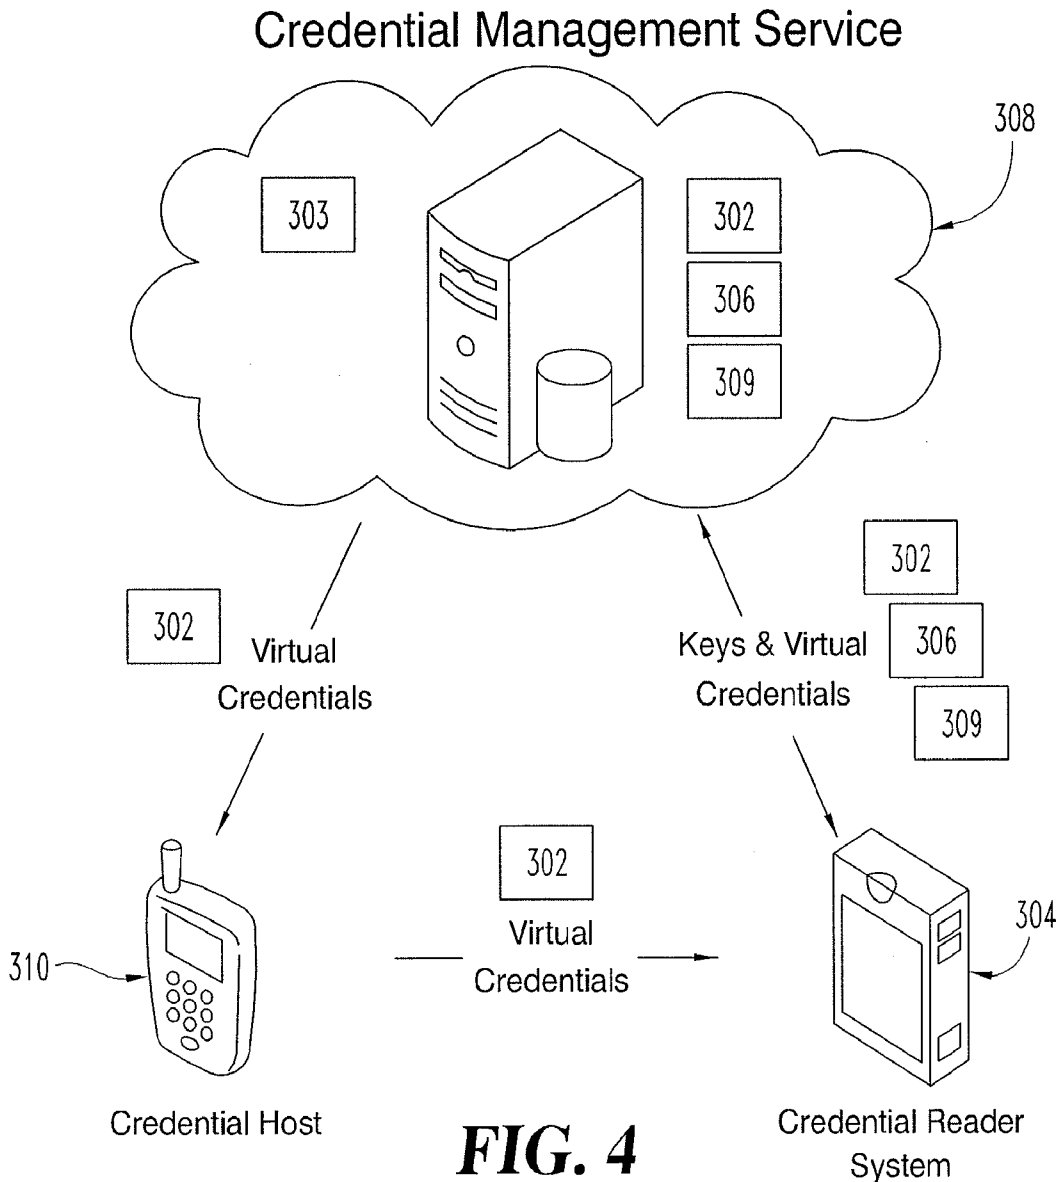 Credential Management Service
308
303
302
306
309
302
Virtual
Credentials
Keys & Virtual
Credentials
302
306
309
302
Virtual
Credentials
310
304
Credential Host
Credential Reader
System
FIG. 4